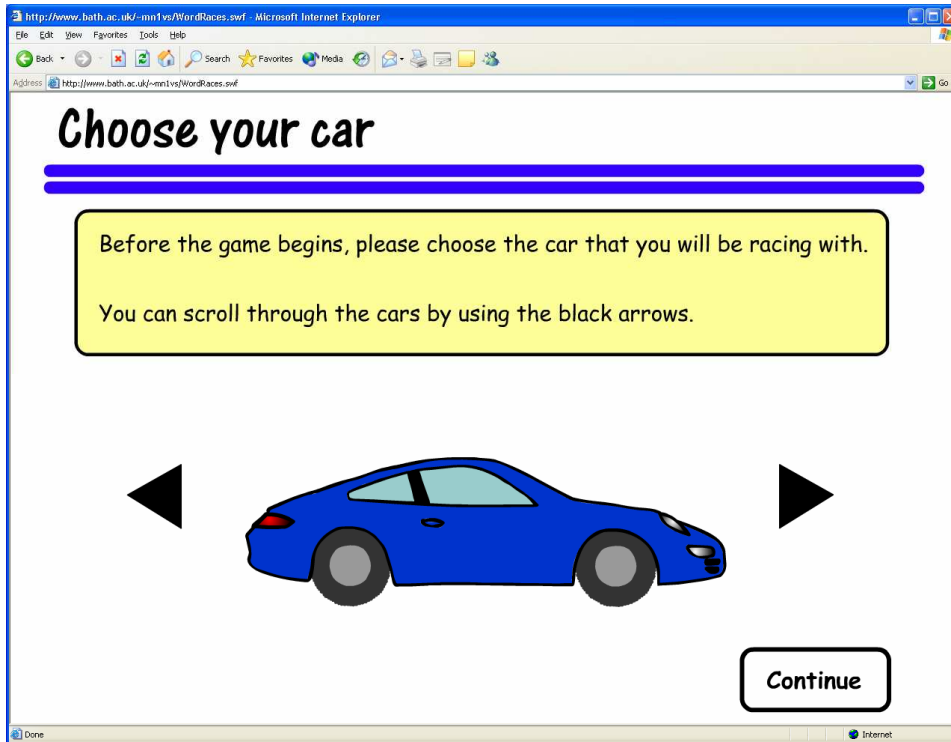 http://www.bath.ac.uk/~mn1vs/WordRaces.swf - Microsoft Internet Explorer
File Edit View Favorites Tools Help
Back Search Favorites Media
Address http://www.bath.ac.uk/~mn1vs/WordRaces.swf Go
Choose your car
Before the game begins, please choose the car that you will be racing with.
You can scroll through the cars by using the black arrows.
Continue
Done Internet